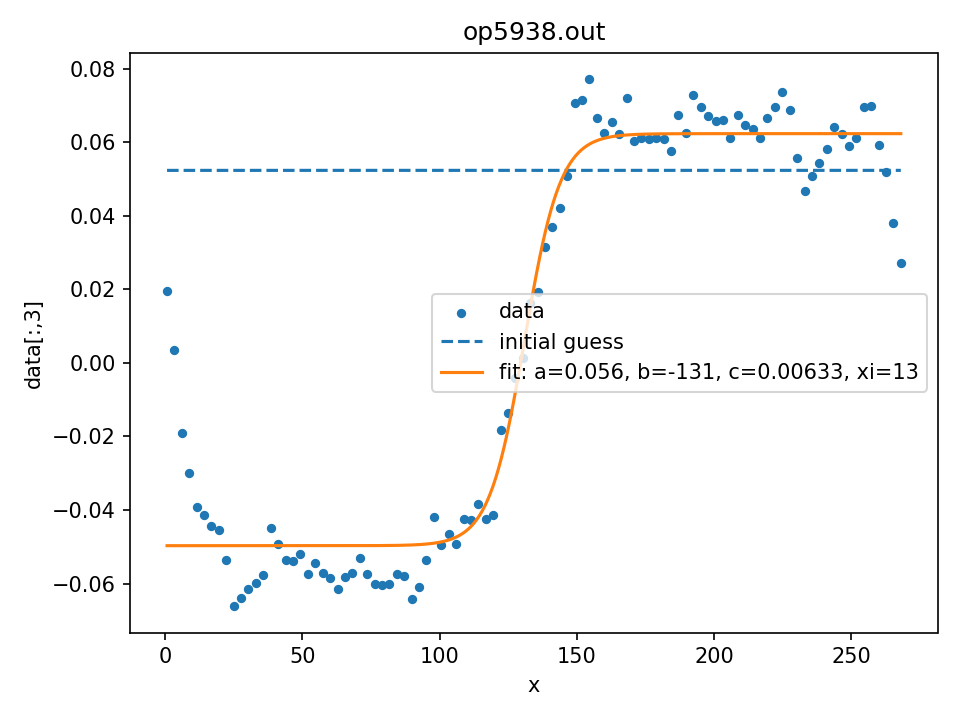 op5938.out
data[:,3]
0.08
0.06
0.04
0.02
0.00
−0.02
−0.04
−0.06
data
initial guess
fit: a=0.056, b=-131, c=0.00633, xi=13
0 50 100 150 200 250
x